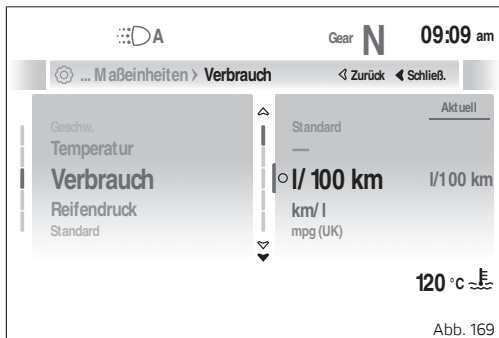 A Gear N 09:09 am
... Maßeinheiten › Verbrauch Zurück Schließ.
Aktuell
Geschw. Standard
Temperatur —
Verbrauch l/ 100 km l/100 km
Reifendruck km/ l
Standard mpg (UK)
120 °C
Abb. 169